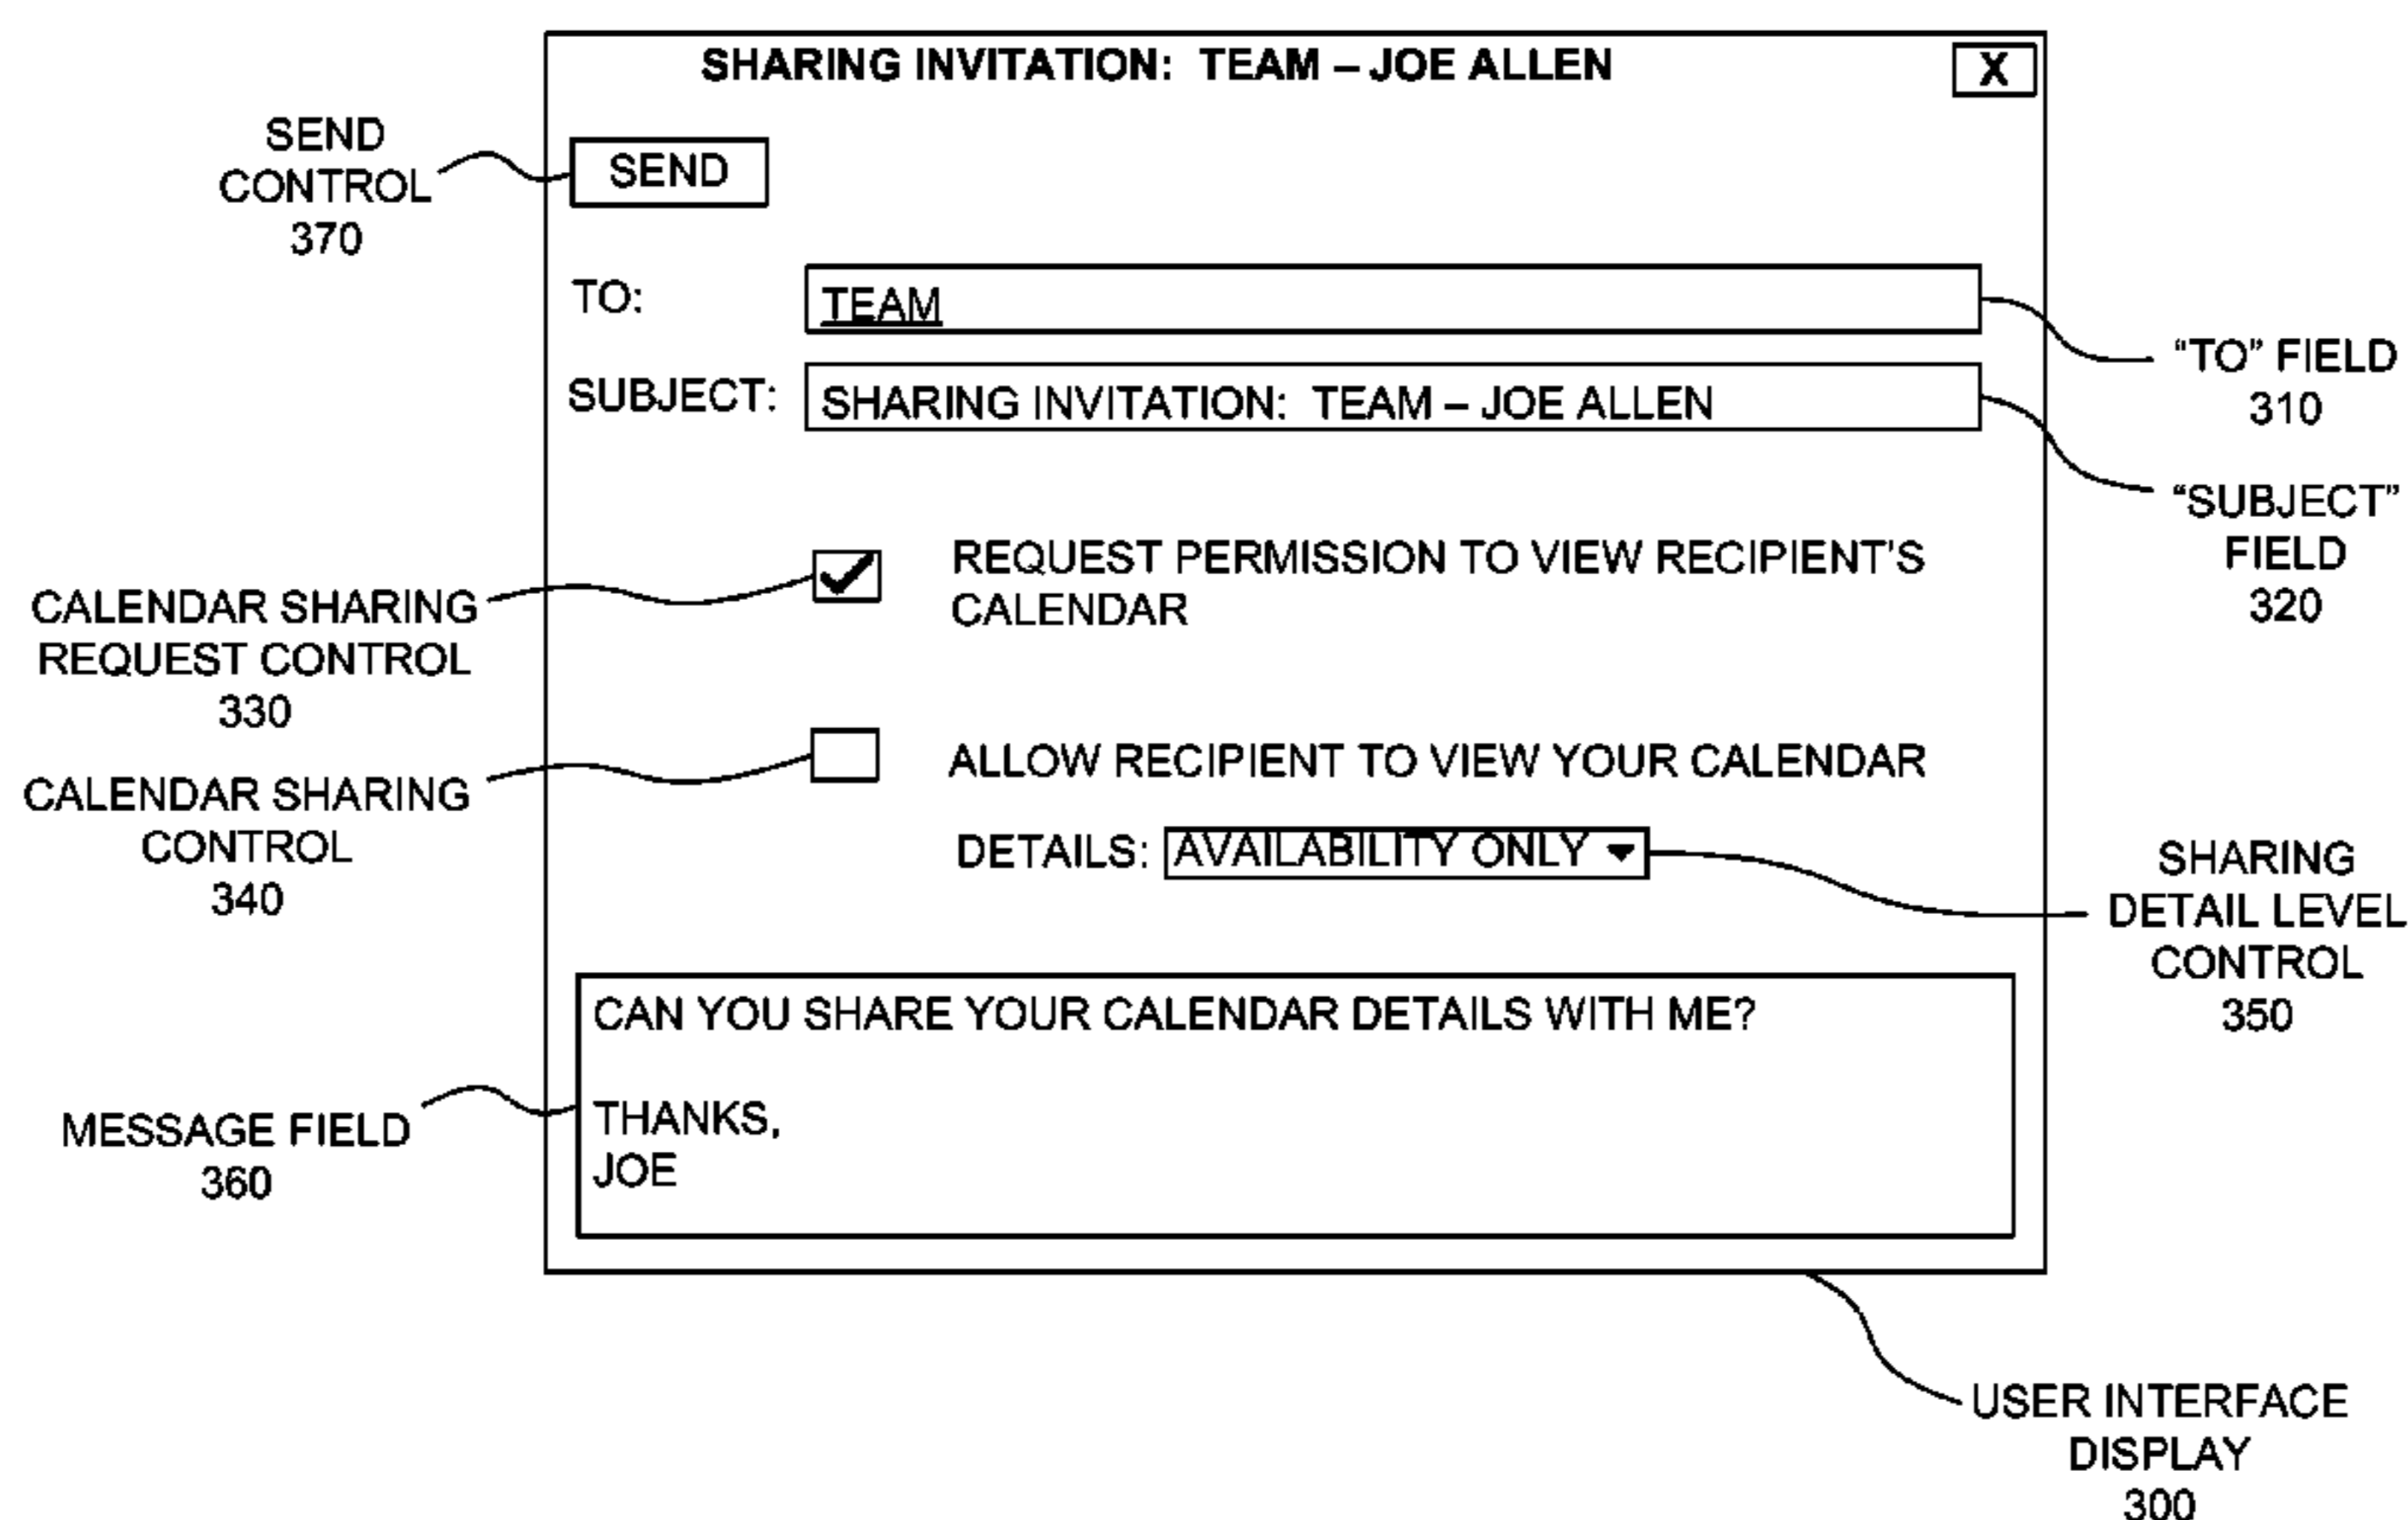 SHARING INVITATION: TEAM – JOE ALLEN
X
SEND
CONTROL
370
SEND
TO:
TEAM
"TO" FIELD
310
SUBJECT:
SHARING INVITATION: TEAM – JOE ALLEN
"SUBJECT"
FIELD
320
REQUEST PERMISSION TO VIEW RECIPIENT'S
CALENDAR
CALENDAR SHARING
REQUEST CONTROL
330
ALLOW RECIPIENT TO VIEW YOUR CALENDAR
CALENDAR SHARING
CONTROL
340
DETAILS: AVAILABILITY ONLY
SHARING
DETAIL LEVEL
CONTROL
350
CAN YOU SHARE YOUR CALENDAR DETAILS WITH ME?
THANKS,
JOE
MESSAGE FIELD
360
USER INTERFACE
DISPLAY
300